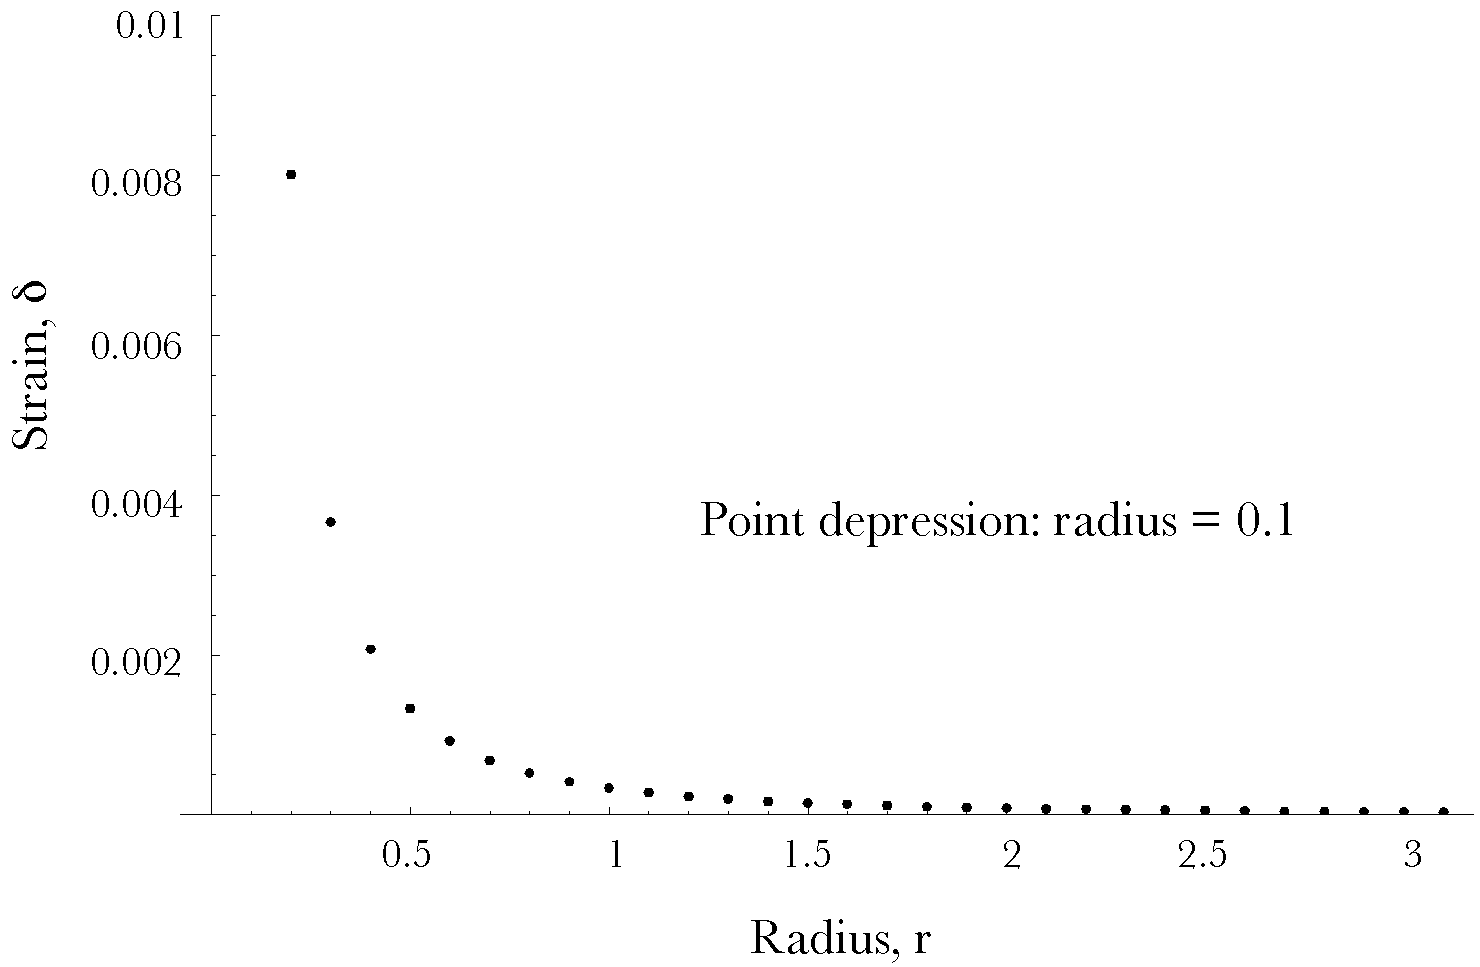 0.01
0.008
0.006
0.004
0.002
Strain, δ
Point depression: radius = 0.1
0.5 1 1.5 2 2.5 3
Radius, r